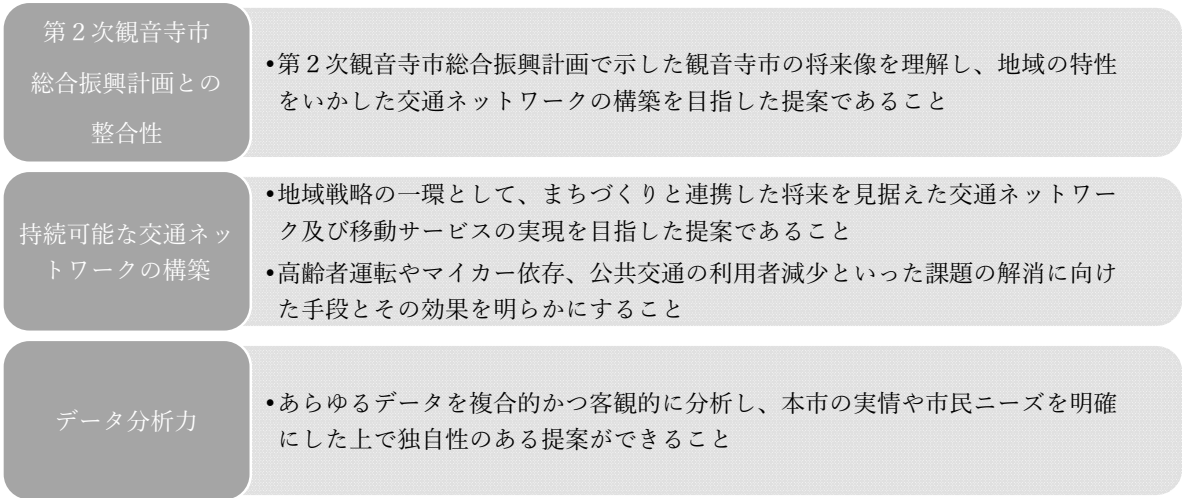 第２次観音寺市
総合振興計画との
整合性
•第２次観音寺市総合振興計画で示した観音寺市の将来像を理解し、地域の特性
をいかした交通ネットワークの構築を目指した提案であること
持続可能な交通ネッ
トワークの構築
•地域戦略の一環として、まちづくりと連携した将来を見据えた交通ネットワー
ク及び移動サービスの実現を目指した提案であること
•高齢者運転やマイカー依存、公共交通の利用者減少といった課題の解消に向け
た手段とその効果を明らかにすること
データ分析力
•あらゆるデータを複合的かつ客観的に分析し、本市の実情や市民ニーズを明確
にした上で独自性のある提案ができること